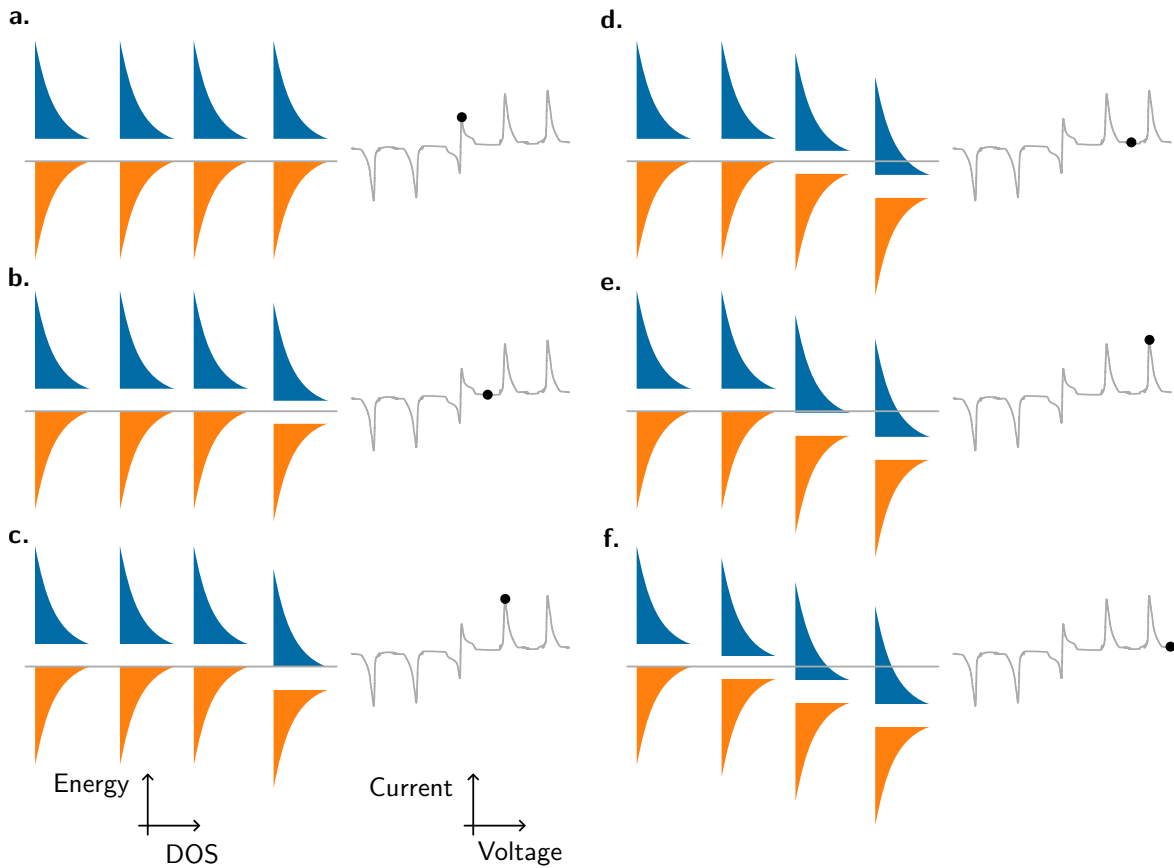 a.
b.
c.
Energy
DOS
Current
Voltage
d.
e.
f.